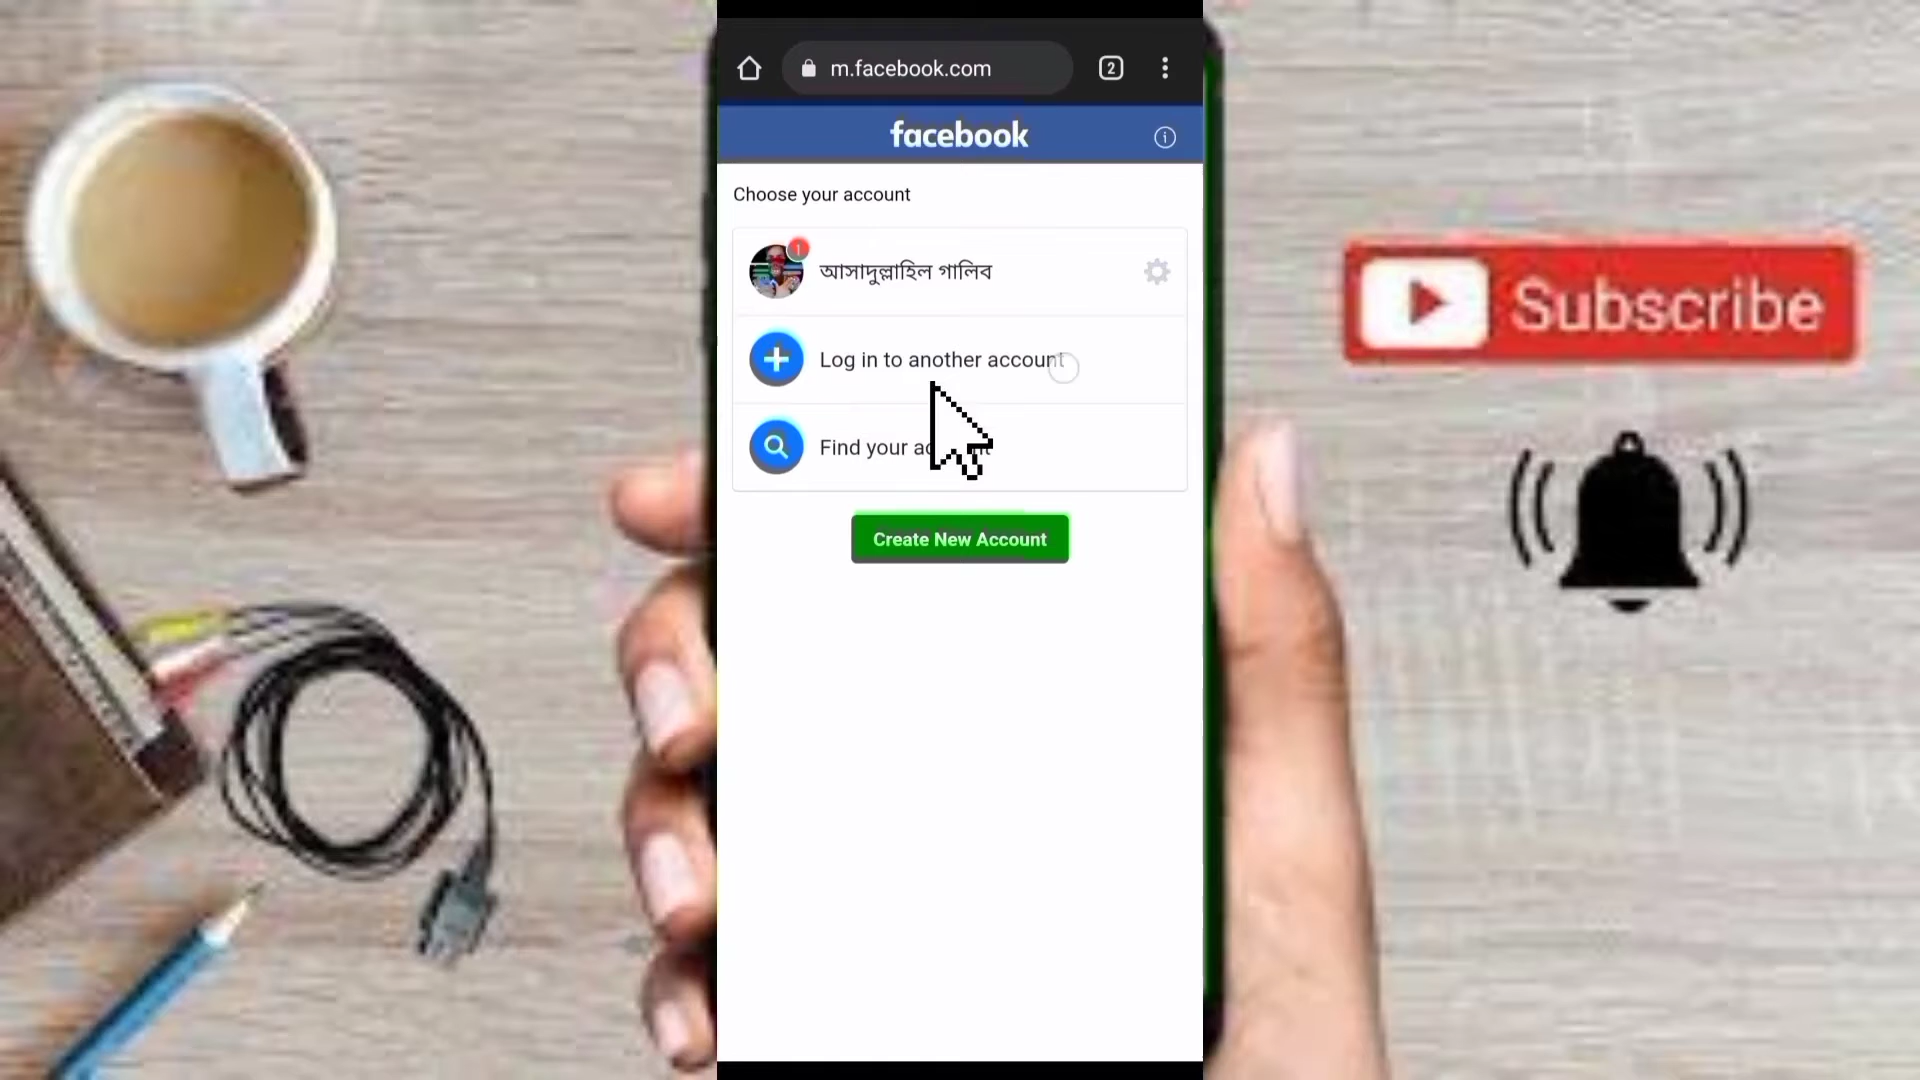 m.facebook.com
2
facebook
Choose your account
1
আসাদুল্লাহিল গালিব
Log in to another account
Find your
Create New Account
Subscribe